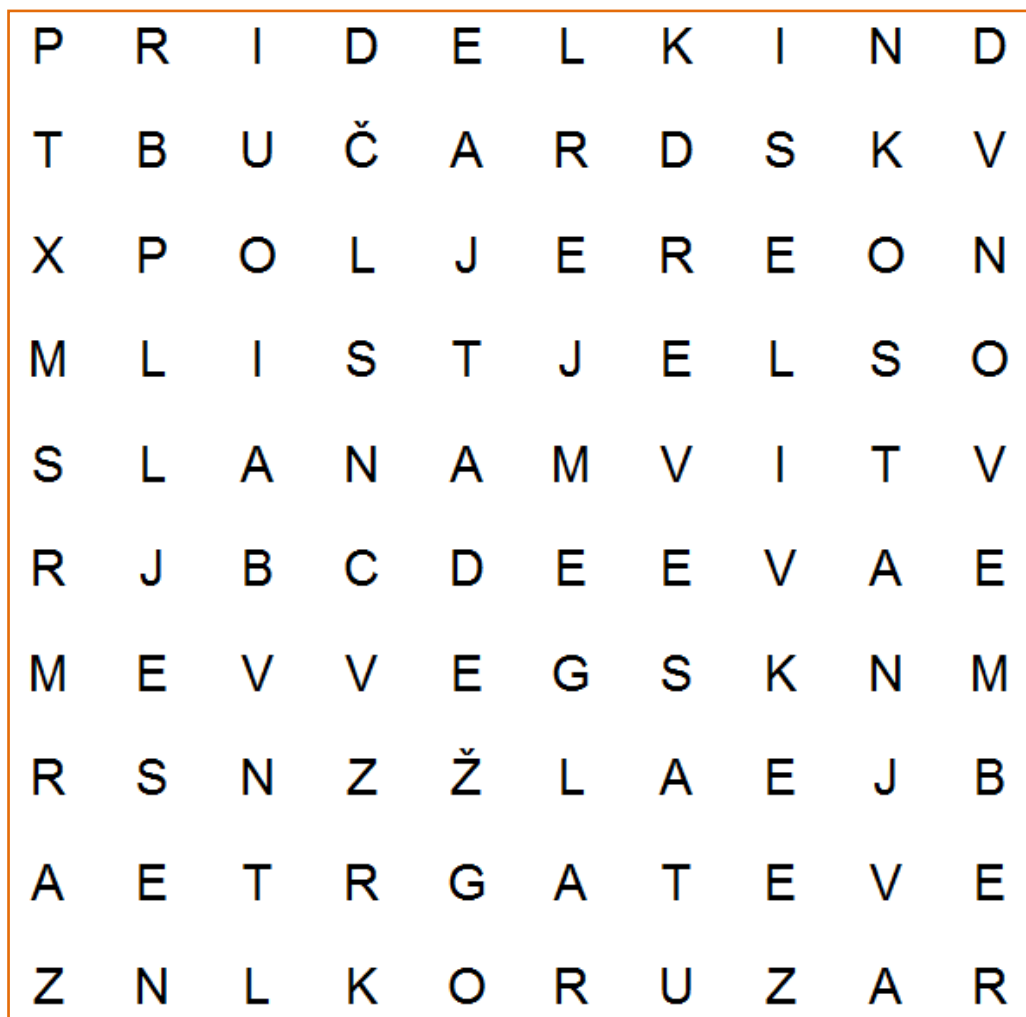 P R I D E L K I N D
T B U Č A R D S K V
X P O L J E R E O N
M L I S T J E L S O
S L A N A M V I T V
R J B C D E E V A E
M E V V E G S K N M
R S N Z Ž L A E J B
A E T R G A T E V E
Z N L K O R U Z A R